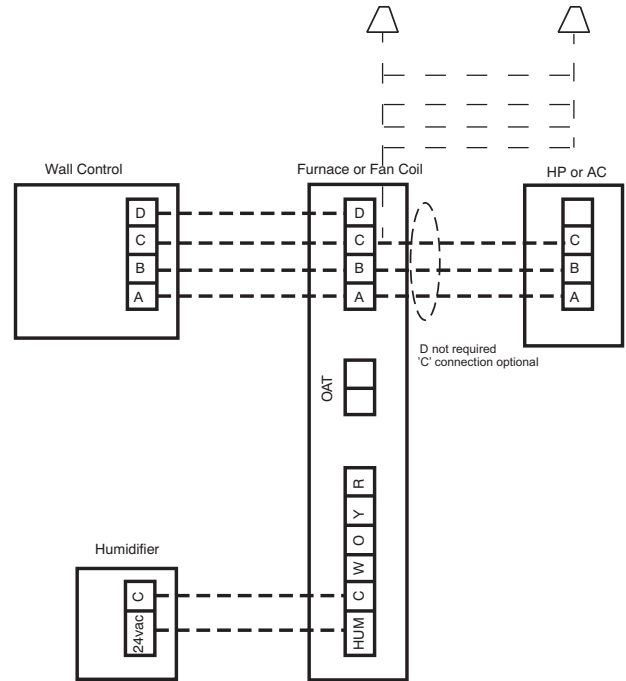 Wall Control
Furnace or Fan Coil
HP or AC
D
C
B
A
D
C
B
A
C
B
A
D not required
'C' connection optional
OAT
R
Y
O
W
C
HUM
Humidifier
C
24vac